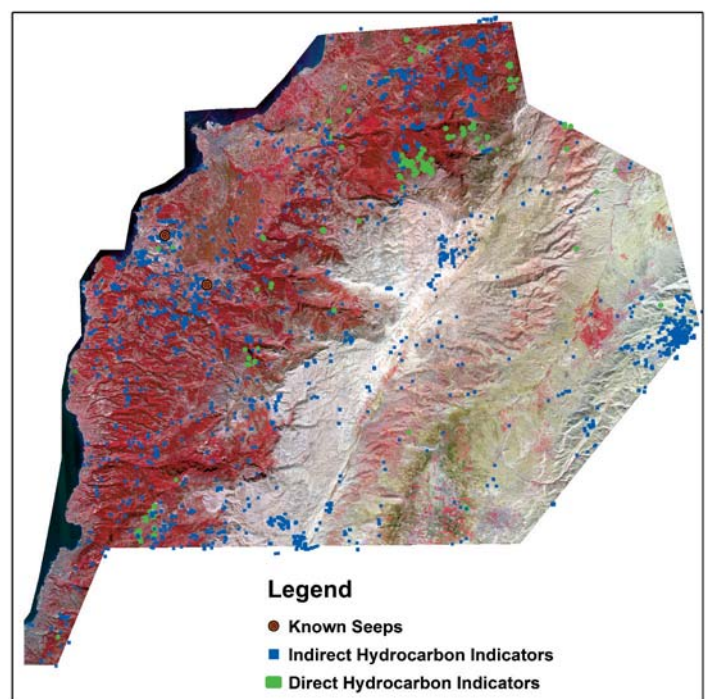 Legend
Known Seeps
Indirect Hydrocarbon Indicators
Direct Hydrocarbon Indicators